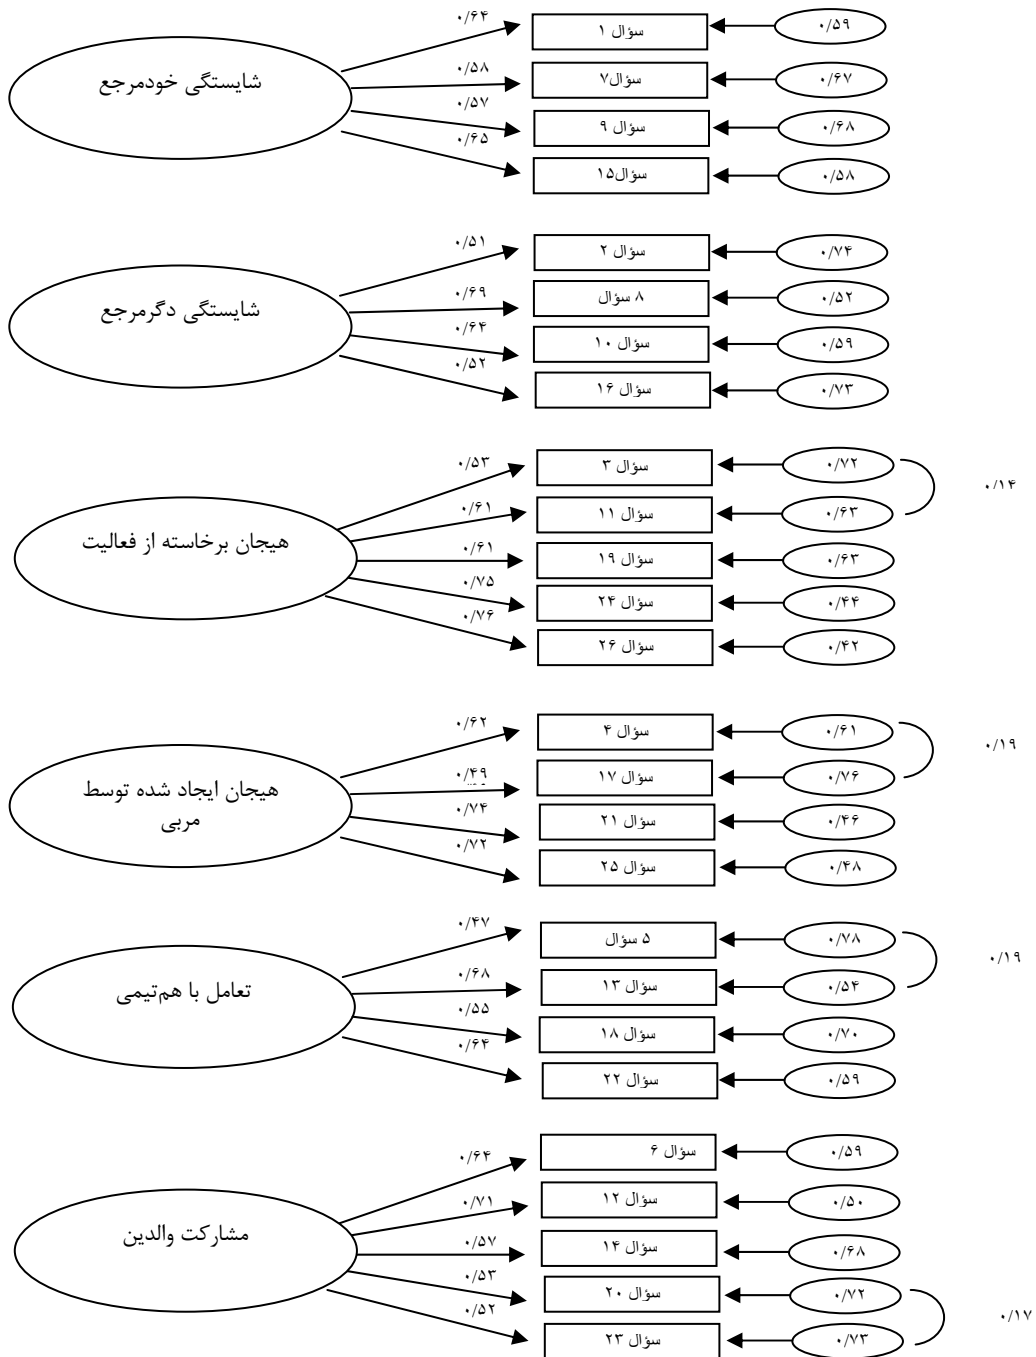 شایستگی خودمرجع
۰/۶۴
سؤال ۱
۰/۵۹
۰/۵۸
سؤال۷
۰/۶۷
۰/۵۷
سؤال ۹
۰/۶۸
۰/۶۵
سؤال۱۵
۰/۵۸
شایستگی دگرمرجع
۰/۵۱
سؤال ۲
۰/۷۴
۰/۶۹
۸ سؤال
۰/۵۲
۰/۶۴
سؤال ۱۰
۰/۵۹
۰/۵۲
سؤال ۱۶
۰/۷۳
هیجان برخاسته از فعالیت
۰/۵۳
سؤال ۳
۰/۷۲
۰/۶۱
سؤال ۱۱
۰/۶۳
۰/۱۴
۰/۶۱
سؤال ۱۹
۰/۶۳
۰/۷۵
سؤال ۲۴
۰/۴۴
۰/۷۶
سؤال ۲۶
۰/۴۲
هیجان ایجاد شده توسط
مربی
۰/۶۲
سؤال ۴
۰/۶۱
۰/۴۹
سؤال ۱۷
۰/۷۶
۰/۱۹
۰/۷۴
سؤال ۲۱
۰/۴۶
۰/۷۲
سؤال ۲۵
۰/۴۸
تعامل با هم‌تیمی
۰/۴۷
۵ سؤال
۰/۷۸
۰/۶۸
سؤال ۱۳
۰/۵۴
۰/۱۹
۰/۵۵
سؤال ۱۸
۰/۷۰
۰/۶۴
سؤال ۲۲
۰/۵۹
مشارکت والدین
۰/۶۴
سؤال ۶
۰/۵۹
۰/۷۱
سؤال ۱۲
۰/۵۰
۰/۵۷
سؤال ۱۴
۰/۶۸
۰/۵۳
سؤال ۲۰
۰/۷۲
۰/۵۲
سؤال ۲۳
۰/۷۳
۰/۱۷